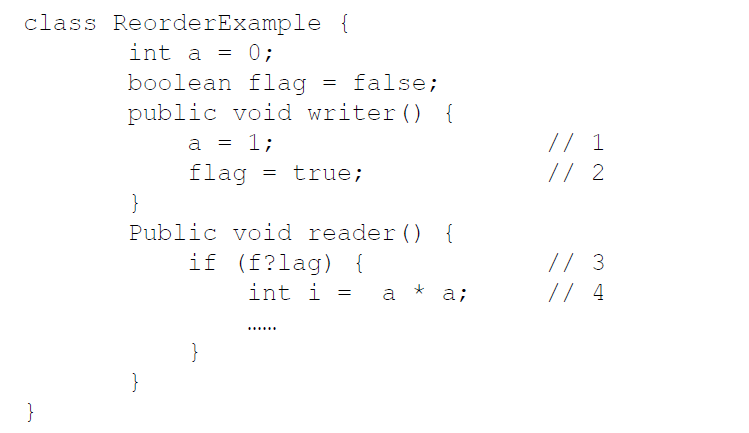 class ReorderExample {
int a = 0;
boolean flag = false;
public void writer() {
a = 1; // 1
flag = true; // 2
}
Public void reader() {
if (f?lag) { // 3
int i = a * a; // 4
……
}
}
}